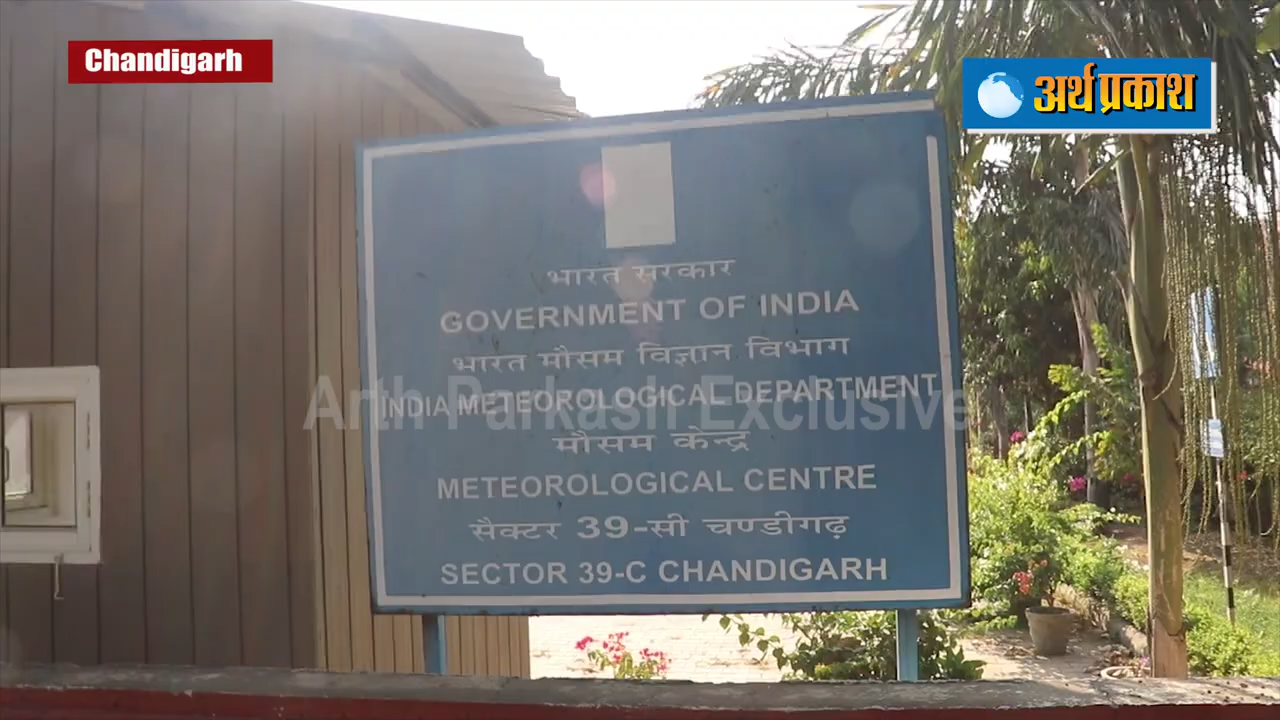 Chandigarh
अर्थ प्रकाश
भारत सरकार
GOVERNMENT OF INDIA
भारत मौसम विज्ञान विभाग
INDIA METEOROLOGICAL DEPARTMENT
Arth Parkash Exclusive
मौसम केन्द्र
METEOROLOGICAL CENTRE
सैक्टर 39-सी चण्डीगढ़
SECTOR 39-C CHANDIGARH